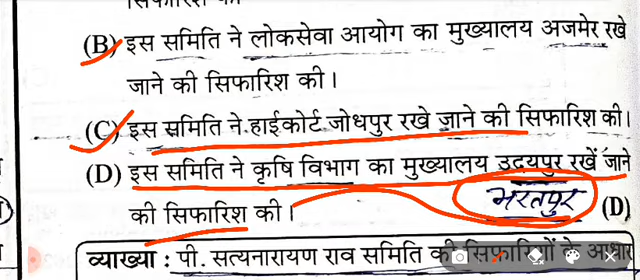 (B) इस समिति ने लोकसेवा आयोग का मुख्यालय अजमेर रखे
जाने की सिफारिश की।
(C) इस समिति ने हाईकोर्ट जोधपुर रखे जाने की सिफारिश की।
(D) इस समिति ने कृषि विभाग का मुख्यालय उदयपुर रखें जाने
की सिफारिश की। भरतपुर (D)
व्याख्या : पी. सत्यनारायण राव समिति की सिफारिशों के आधार